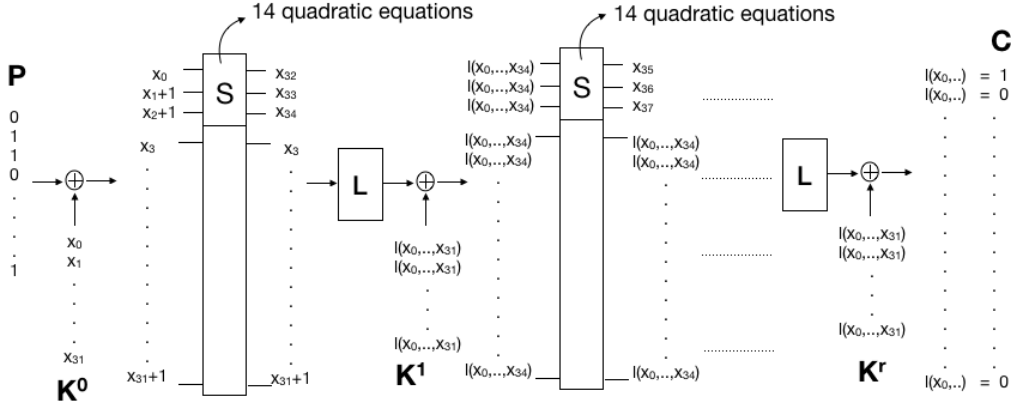 14 quadratic equations
14 quadratic equations
P
C
0
1
1
0
1
x0
x1
x31
K0
x0
x1+1
x2+1
x3
x31+1
S
x32
x33
x34
x3
x31+1
L
l(x0,..,x31)
l(x0,..,x31)
l(x0,..,x31)
K1
l(x0,..,x34)
l(x0,..,x34)
l(x0,..,x34)
l(x0,..,x34)
l(x0,..,x34)
l(x0,..,x34)
S
x35
x36
x37
l(x0,..,x34)
l(x0,..,x34)
l(x0,..,x34)
L
l(x0,..,x31)
l(x0,..,x31)
l(x0,..,x31)
Kr
l(x0,..) = 1
l(x0,..) = 0
l(x0,..) = 0